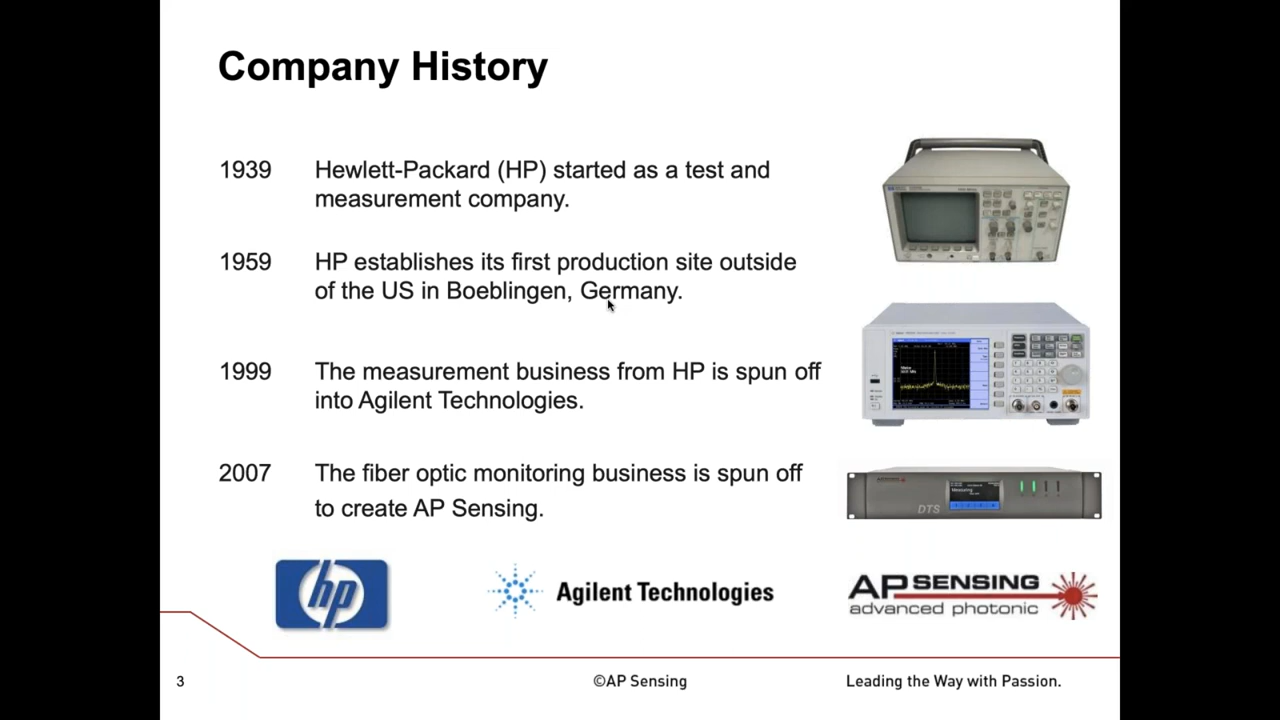 Company History
1939 Hewlett-Packard (HP) started as a test and
measurement company.
1959 HP establishes its first production site outside
of the US in Boeblingen, Germany.
1999 The measurement business from HP is spun off
into Agilent Technologies.
2007 The fiber optic monitoring business is spun off
to create AP Sensing.
Measuring
DTS
hp
Agilent Technologies
AP SENSING
advanced photonic
3 ©AP Sensing Leading the Way with Passion.